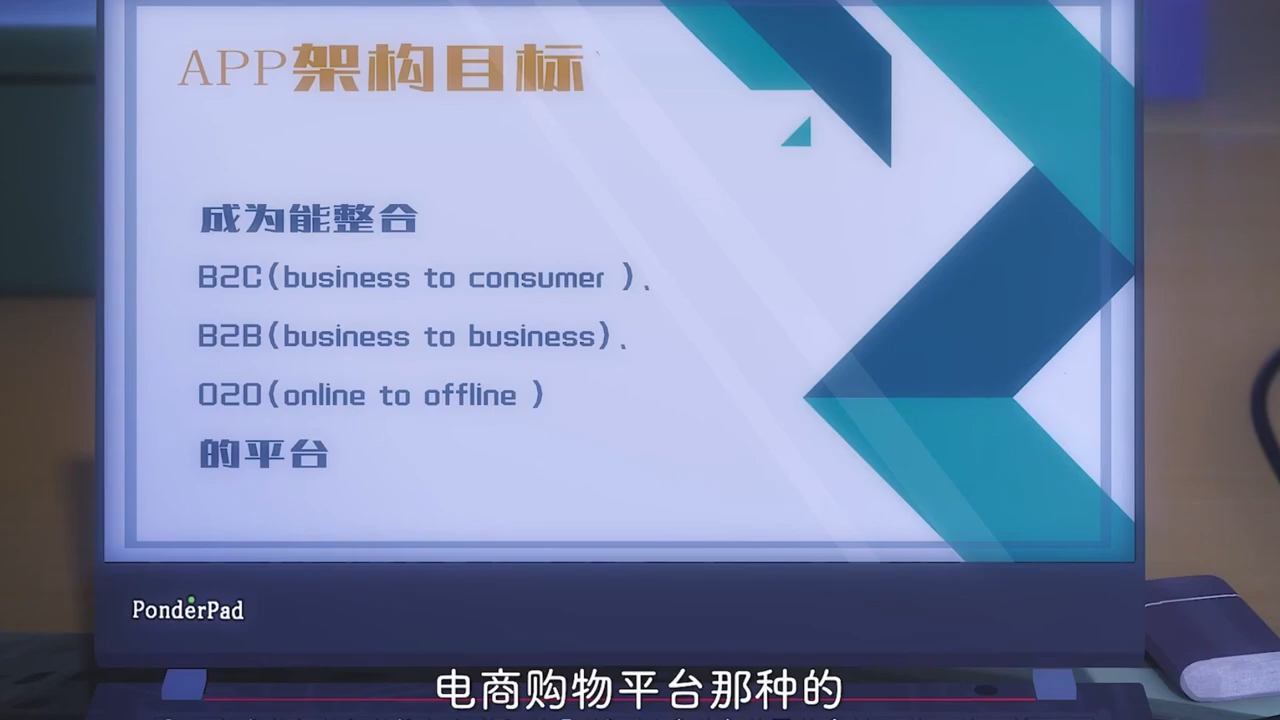 APP架构目标
成为能整合
B2C(business to consumer )、
B2B(business to business)、
O2O(online to offline )
的平台
PonderPad
电商购物平台那种的